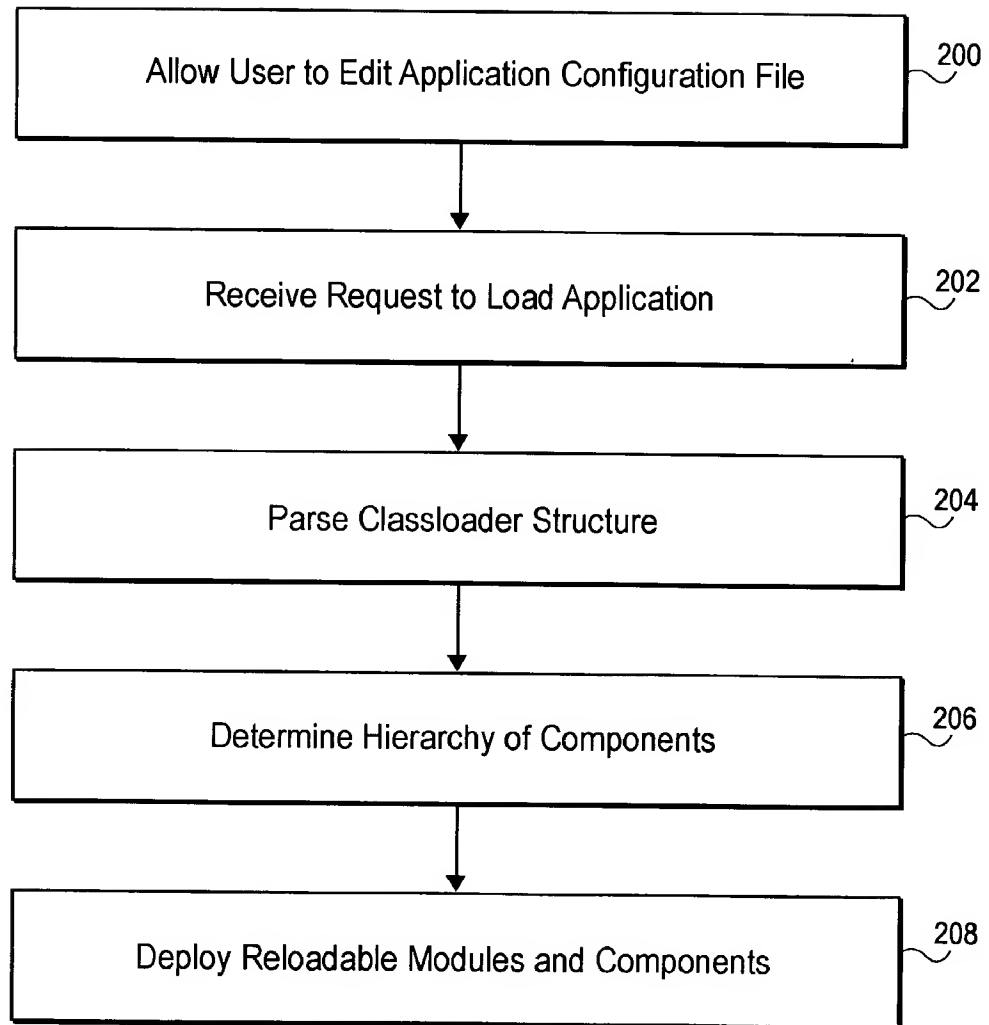 Allow User to Edit Application Configuration File
200
Receive Request to Load Application
202
Parse Classloader Structure
204
Determine Hierarchy of Components
206
Deploy Reloadable Modules and Components
208